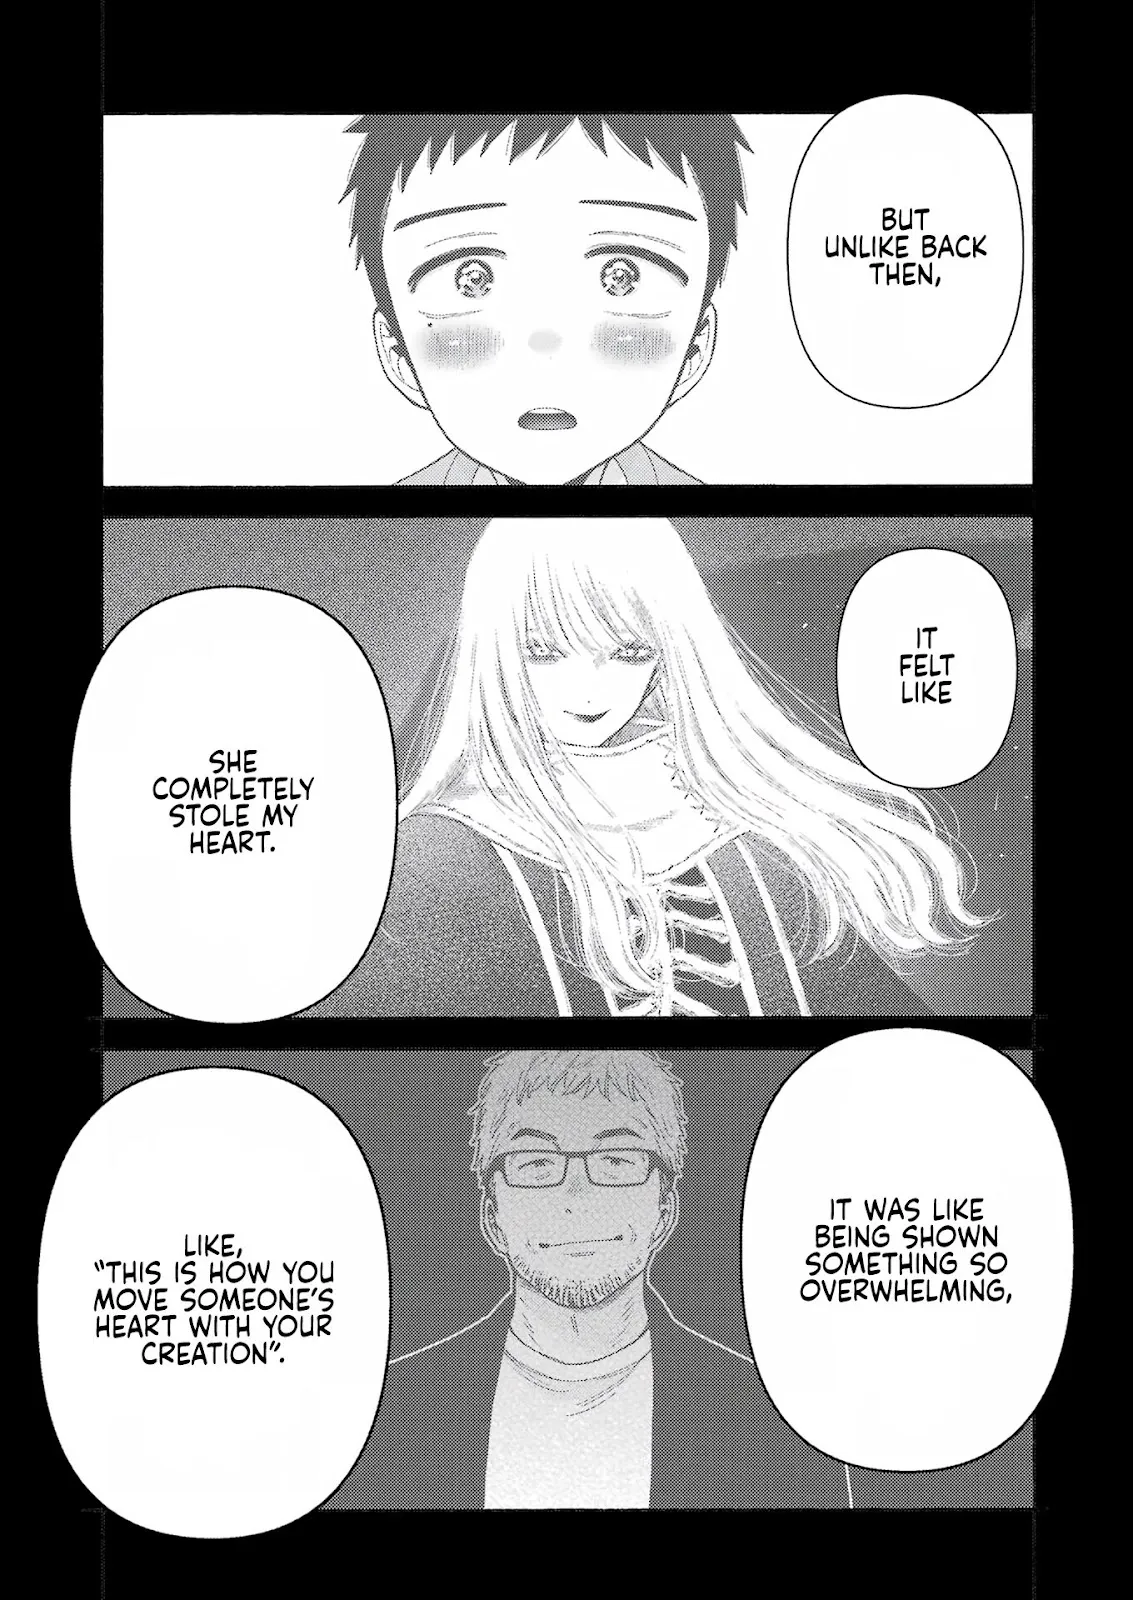 BUT
UNLIKE BACK
THEN,
IT
FELT
LIKE
SHE
COMPLETELY
STOLE MY
HEART.
IT WAS LIKE
BEING SHOWN
SOMETHING SO
OVERWHELMING,
LIKE,
“THIS IS HOW YOU
MOVE SOMEONE'S
HEART WITH YOUR
CREATION”.